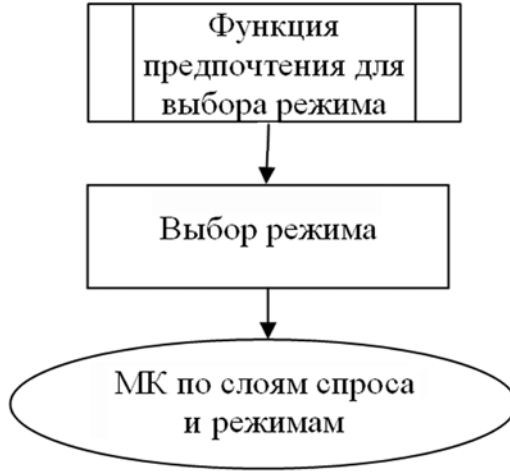 Функция
предпочтения для
выбора режима
Выбор режима
МК по слоям спроса
и режимам